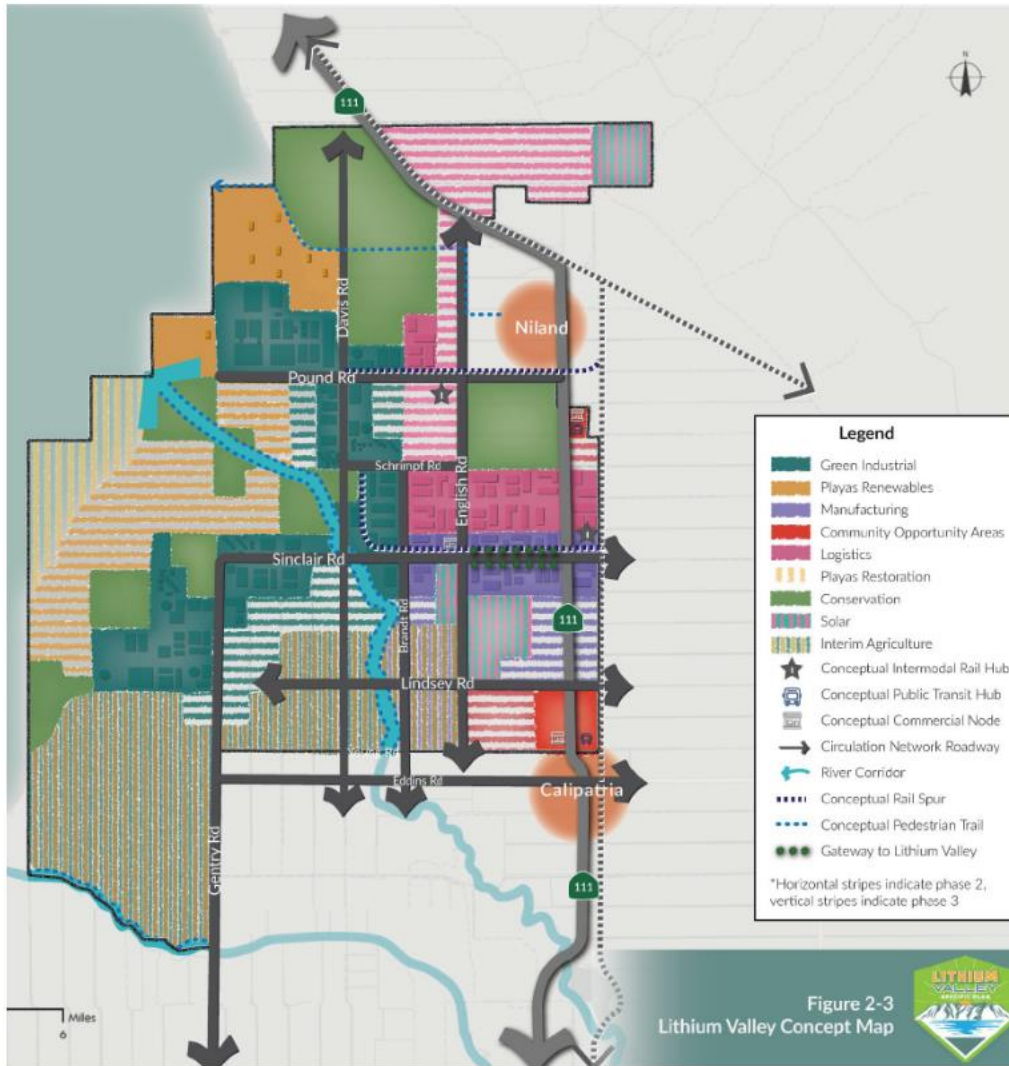 N
111
Davis Rd
Niland
Pound Rd
Schrimpf Rd
English Rd
Sinclair Rd
Brandt Rd
111
Lindsey Rd
Eddins Rd
Calipatria
Gentry Rd
111
Legend
Green Industrial
Playas Renewables
Manufacturing
Community Opportunity Areas
Logistics
Playas Restoration
Conservation
Solar
Interim Agriculture
Conceptual Intermodal Rail Hub
Conceptual Public Transit Hub
Conceptual Commercial Node
Circulation Network Roadway
River Corridor
Conceptual Rail Spur
Conceptual Pedestrian Trail
Gateway to Lithium Valley
*Horizontal stripes indicate phase 2,
vertical stripes indicate phase 3
Miles
6
Figure 2-3
Lithium Valley Concept Map
LITHIUM
VALLEY
SPECIFIC PLAN